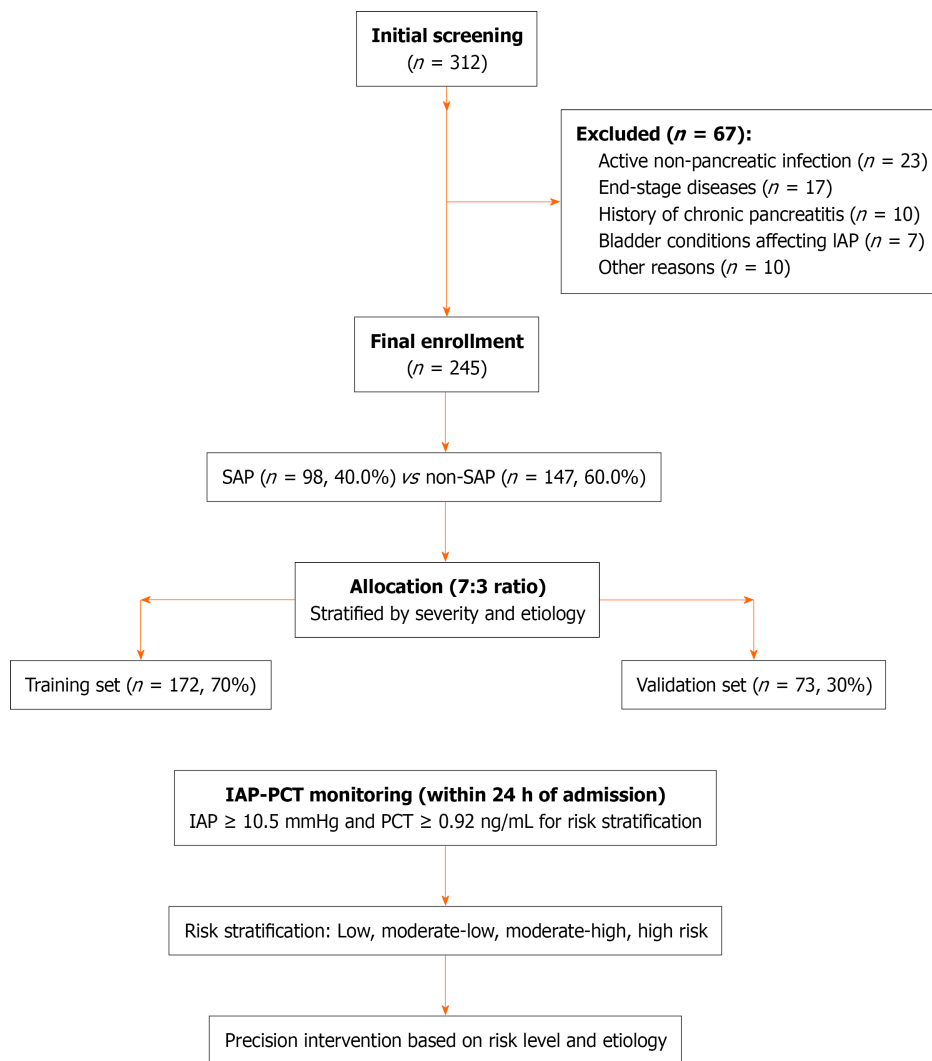 Initial screening
(n = 312)
Excluded (n = 67):
Active non-pancreatic infection (n = 23)
End-stage diseases (n = 17)
History of chronic pancreatitis (n = 10)
Bladder conditions affecting IAP (n = 7)
Other reasons (n = 10)
Final enrollment
(n = 245)
SAP (n = 98, 40.0%) vs non-SAP (n = 147, 60.0%)
Allocation (7:3 ratio)
Stratified by severity and etiology
Training set (n = 172, 70%)
Validation set (n = 73, 30%)
IAP-PCT monitoring (within 24 h of admission)
IAP ≥ 10.5 mmHg and PCT ≥ 0.92 ng/mL for risk stratification
Risk stratification: Low, moderate-low, moderate-high, high risk
Precision intervention based on risk level and etiology